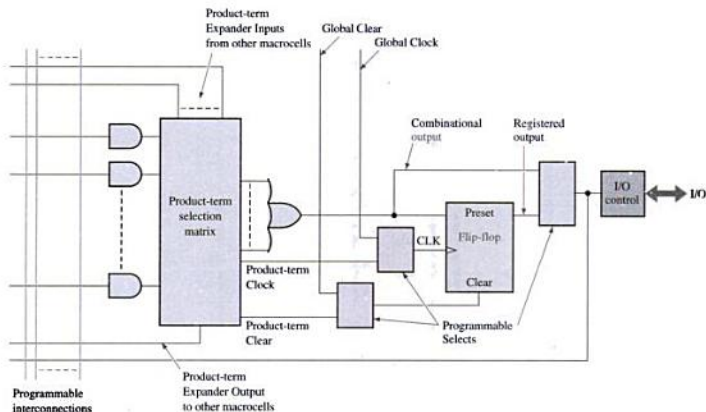 Product-term
Expander Inputs
from other macrocells
Global Clear
Global Clock
Combinational
output
Registered
output
Product-term
selection
matrix
I/O
control
I/O
Preset
Flip-flop
CLK
Clear
Product-term
Clock
Product-term
Clear
Programmable
Selects
Programmable
interconnections
Product-term
Expander Output
to other macrocells